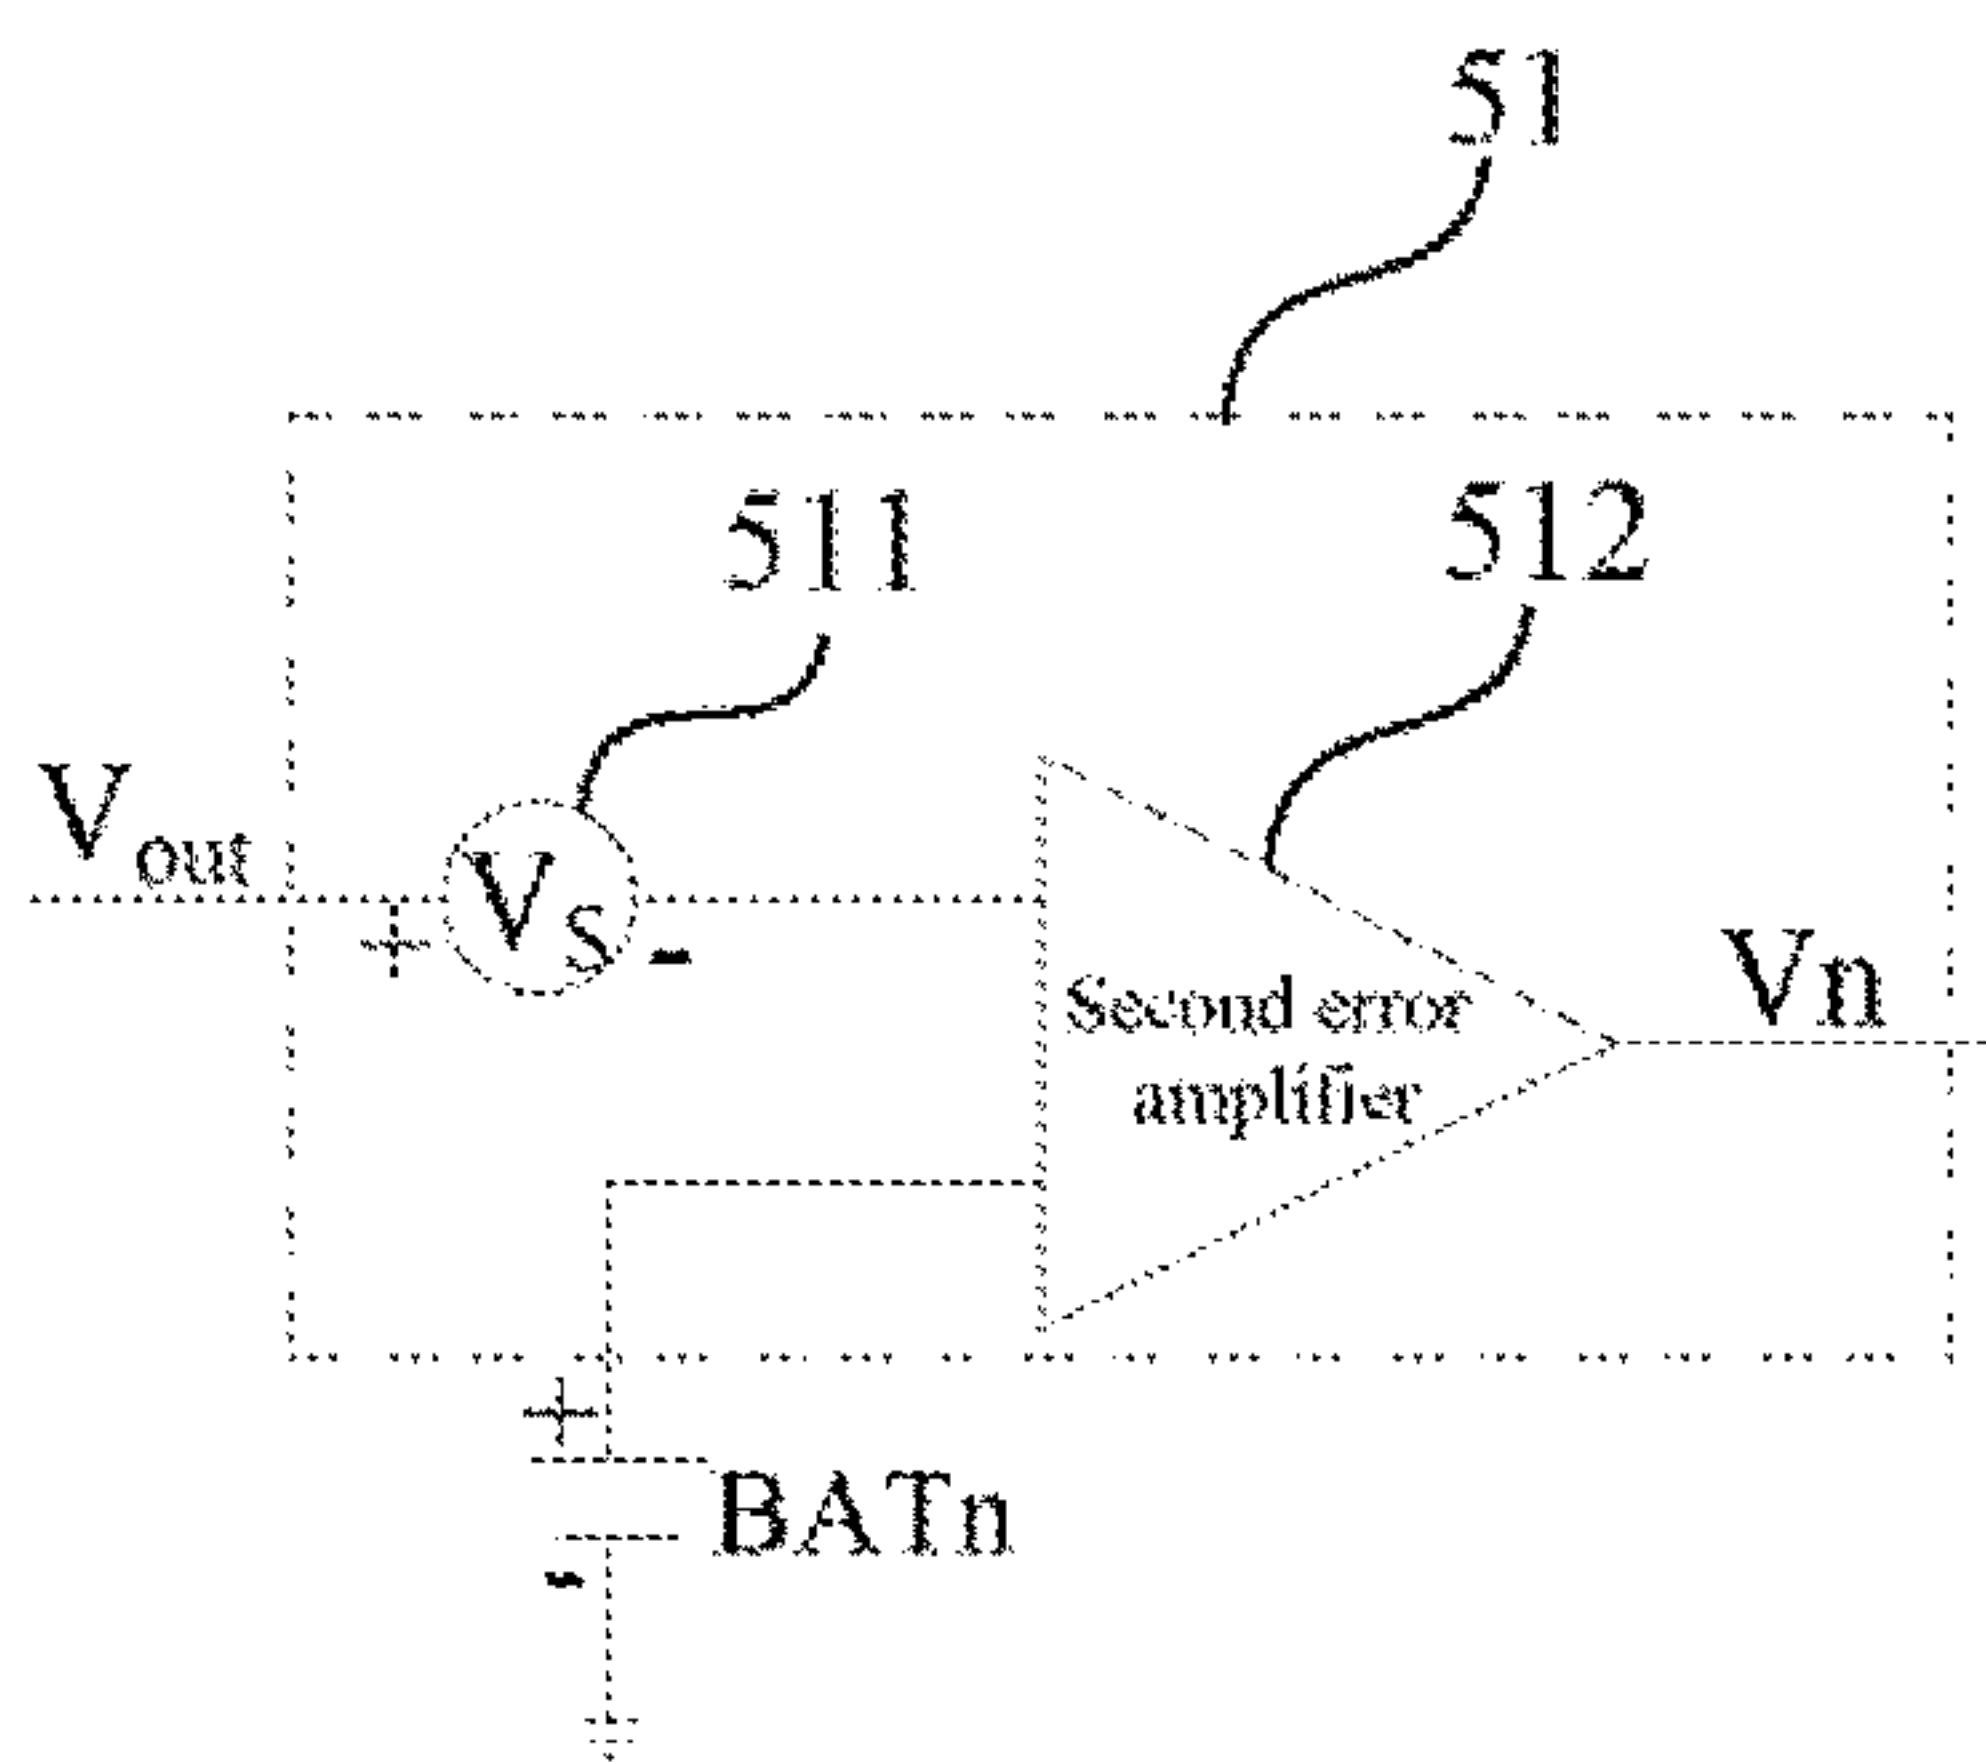 51
511
512
Vout
+
VS
-
Vn
Second error
amplifier
+
BATn
-